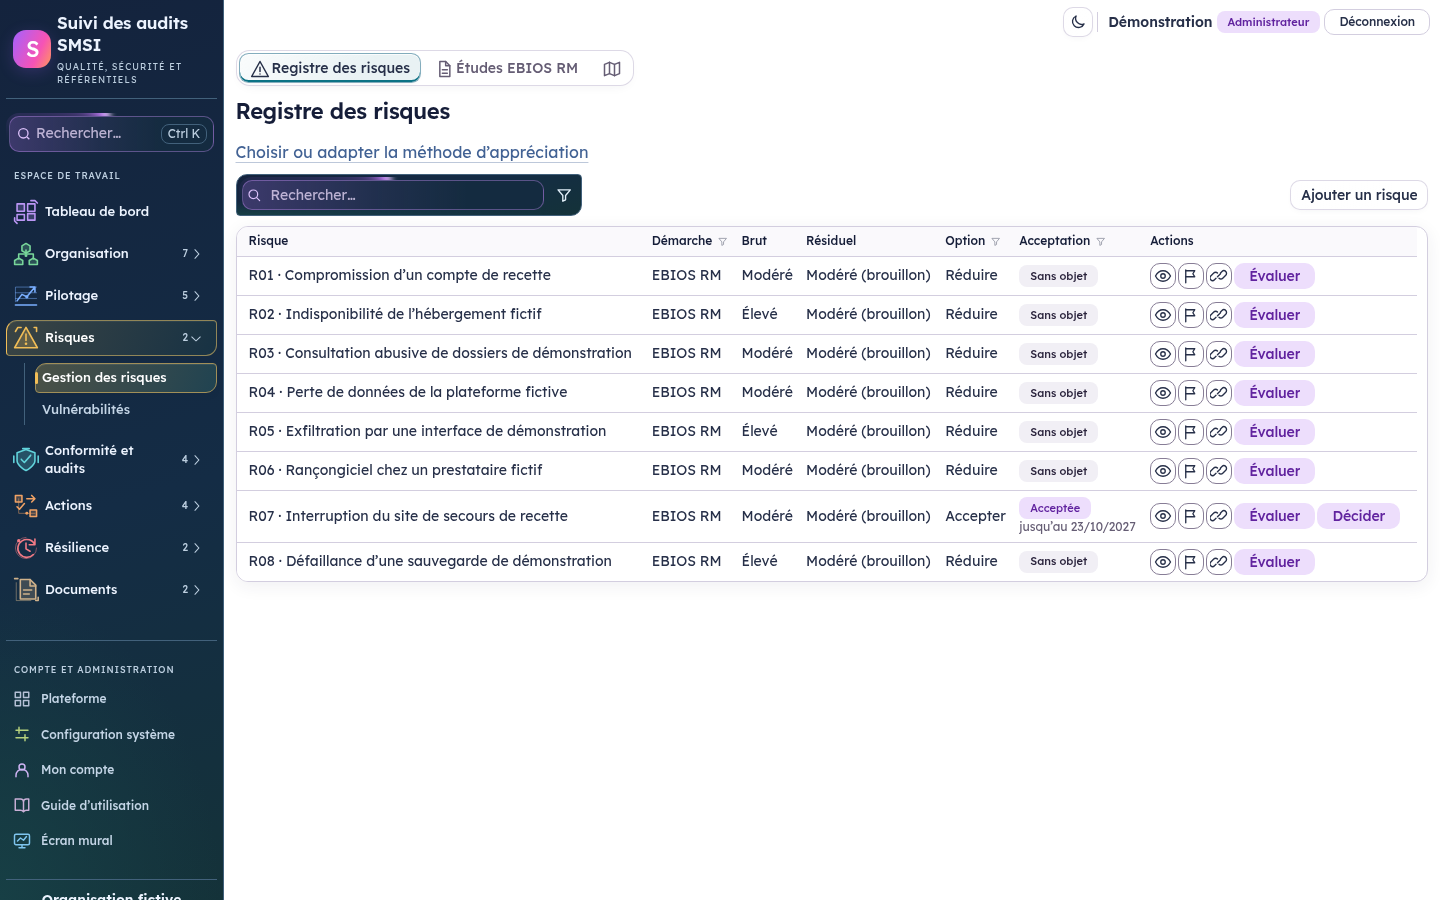 Suivi des audits
SMSI
QUALITÉ, SÉCURITÉ ET
RÉFÉRENTIELS
S
Rechercher…
Ctrl K
ESPACE DE TRAVAIL
Tableau de bord
Organisation 7
Pilotage 5
Risques 2
Gestion des risques
Vulnérabilités
Conformité et
audits 4
Actions 4
Résilience 2
Documents 2
COMPTE ET ADMINISTRATION
Plateforme
Configuration système
Mon compte
Guide d’utilisation
Écran mural
Organisation fictive
Démonstration Administrateur Déconnexion
Registre des risques Études EBIOS RM
Registre des risques
Choisir ou adapter la méthode d’appréciation
Rechercher…
Ajouter un risque
Risque Démarche Brut Résiduel Option Acceptation Actions
R01 · Compromission d’un compte de recette EBIOS RM Modéré Modéré (brouillon) Réduire Sans objet Évaluer
R02 · Indisponibilité de l’hébergement fictif EBIOS RM Élevé Modéré (brouillon) Réduire Sans objet Évaluer
R03 · Consultation abusive de dossiers de démonstration EBIOS RM Modéré Modéré (brouillon) Réduire Sans objet Évaluer
R04 · Perte de données de la plateforme fictive EBIOS RM Modéré Modéré (brouillon) Réduire Sans objet Évaluer
R05 · Exfiltration par une interface de démonstration EBIOS RM Élevé Modéré (brouillon) Réduire Sans objet Évaluer
R06 · Rançongiciel chez un prestataire fictif EBIOS RM Modéré Modéré (brouillon) Réduire Sans objet Évaluer
R07 · Interruption du site de secours de recette EBIOS RM Modéré Modéré (brouillon) Accepter Acceptée Évaluer Décider
jusqu’au 23/10/2027
R08 · Défaillance d’une sauvegarde de démonstration EBIOS RM Élevé Modéré (brouillon) Réduire Sans objet Évaluer